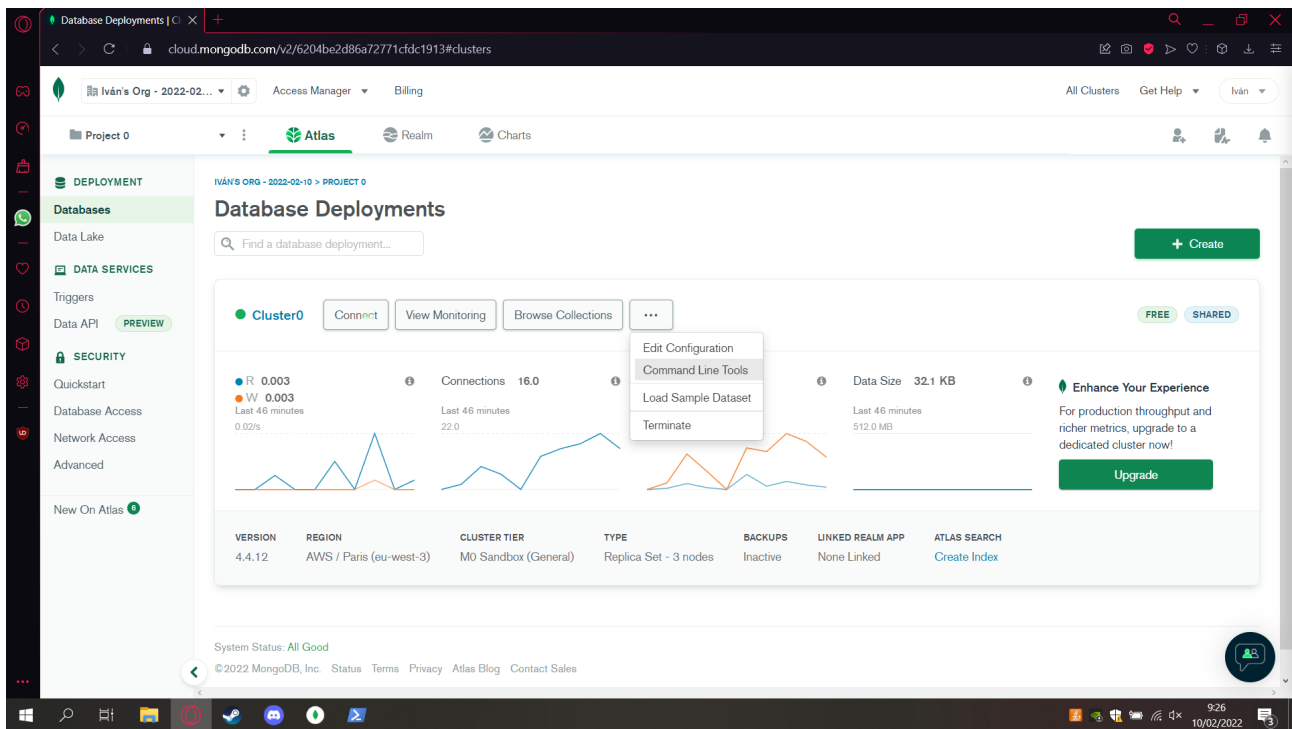 Database Deployments | Cl
cloud.mongodb.com/v2/6204be2d86a72771cfdc1913#clusters
Iván's Org - 2022-02... Access Manager Billing All Clusters Get Help Iván
Project 0 Atlas Realm Charts
DEPLOYMENT
Databases
Data Lake
DATA SERVICES
Triggers
Data API PREVIEW
SECURITY
Quickstart
Database Access
Network Access
Advanced
New On Atlas 6
IVÁN'S ORG - 2022-02-10 > PROJECT 0
Database Deployments
Find a database deployment...
+ Create
Cluster0 Connect View Monitoring Browse Collections ... FREE SHARED
Edit Configuration
Command Line Tools
Load Sample Dataset
Terminate
R 0.003
W 0.003
Last 46 minutes
0.02/s
Connections 16.0
Last 46 minutes
22.0
Data Size 32.1 KB
Last 46 minutes
512.0 MB
Enhance Your Experience
For production throughput and
richer metrics, upgrade to a
dedicated cluster now!
Upgrade
VERSION REGION CLUSTER TIER TYPE BACKUPS LINKED REALM APP ATLAS SEARCH
4.4.12 AWS / Paris (eu-west-3) M0 Sandbox (General) Replica Set - 3 nodes Inactive None Linked Create Index
System Status: All Good
©2022 MongoDB, Inc. Status Terms Privacy Atlas Blog Contact Sales
9:26
10/02/2022
3